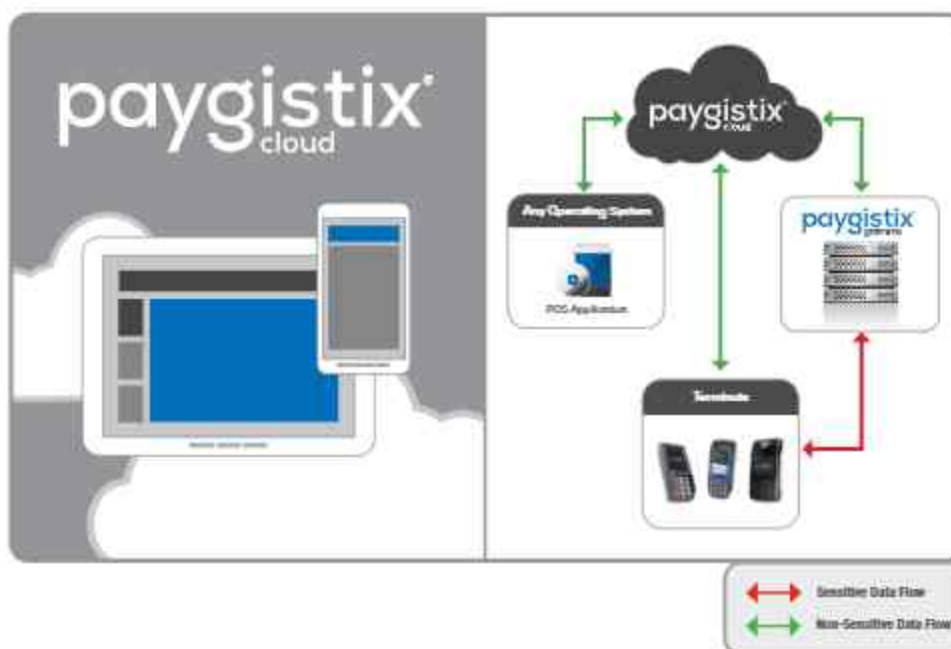 paygistix®
cloud
paygistix
cloud
Any Operating System
POS Application
paygistix
Terminals
Sensitive Data Flow
Non-Sensitive Data Flow